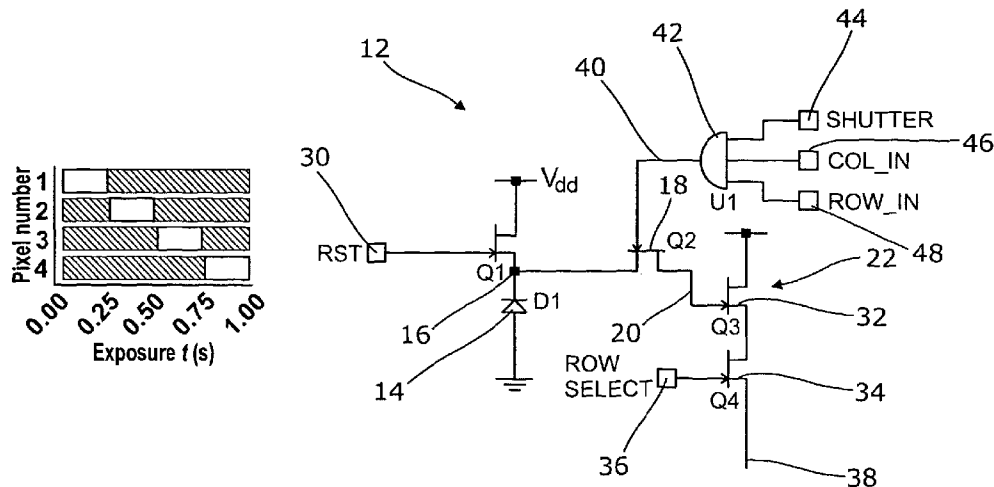 Pixel number
1
2
3
4
0.00 0.25 0.50 0.75 1.00
Exposure t (s)
12
42
44
40
SHUTTER
46
COL_IN
30
Vdd
18
U1
ROW_IN
RST
Q2
48
22
Q1
16
D1
32
Q3
20
14
ROW
SELECT
34
Q4
36
38